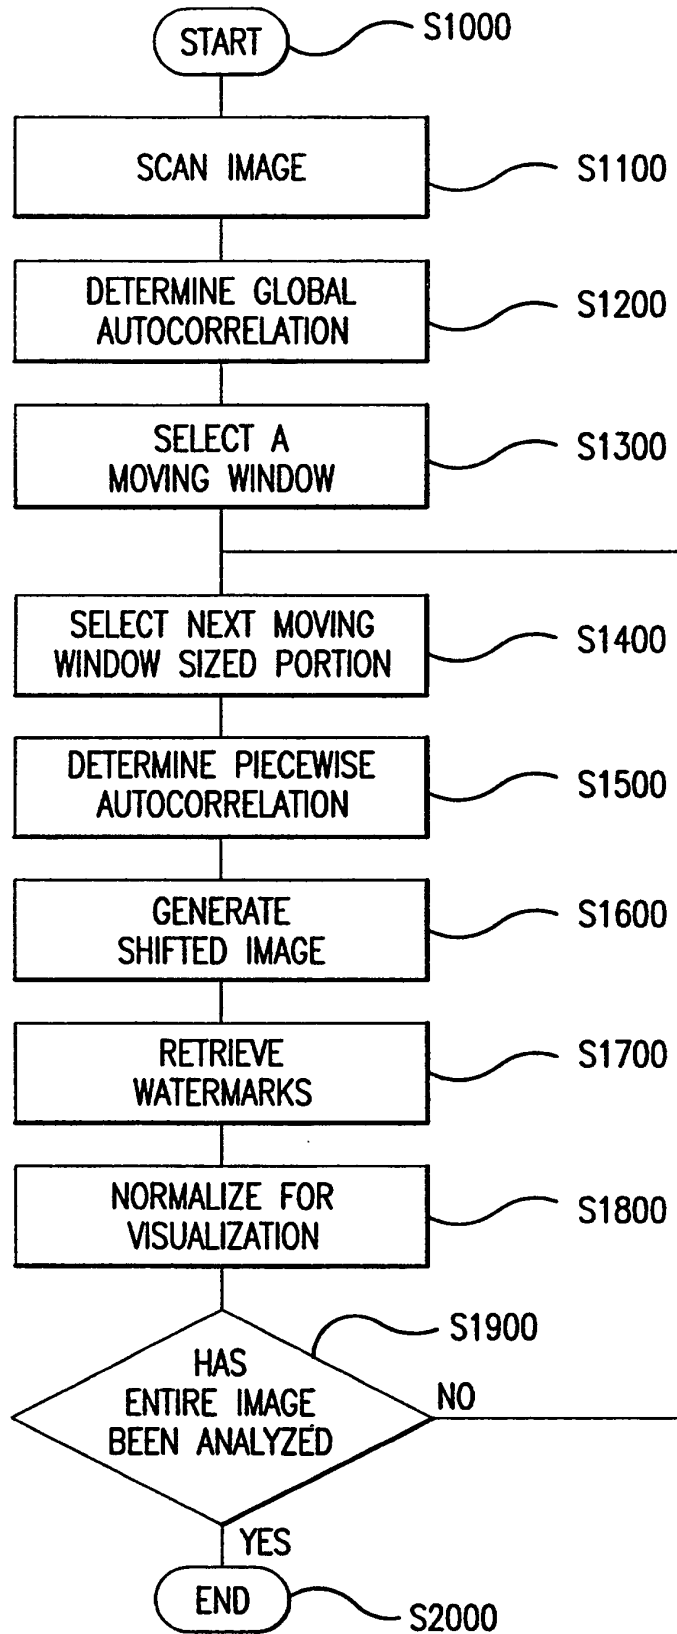 START
S1000
SCAN IMAGE
S1100
DETERMINE GLOBAL
AUTOCORRELATION
S1200
SELECT A
MOVING WINDOW
S1300
SELECT NEXT MOVING
WINDOW SIZED PORTION
S1400
DETERMINE PIECEWISE
AUTOCORRELATION
S1500
GENERATE
SHIFTED IMAGE
S1600
RETRIEVE
WATERMARKS
S1700
NORMALIZE FOR
VISUALIZATION
S1800
S1900
HAS
ENTIRE IMAGE
BEEN ANALYZED
NO
YES
END
S2000